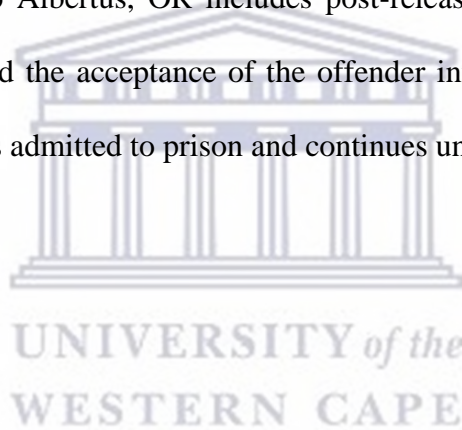 Albertus, OR includes post-releas
d the acceptance of the offender in
s admitted to prison and continues un
UNIVERSITY of the
WESTERN CAPE